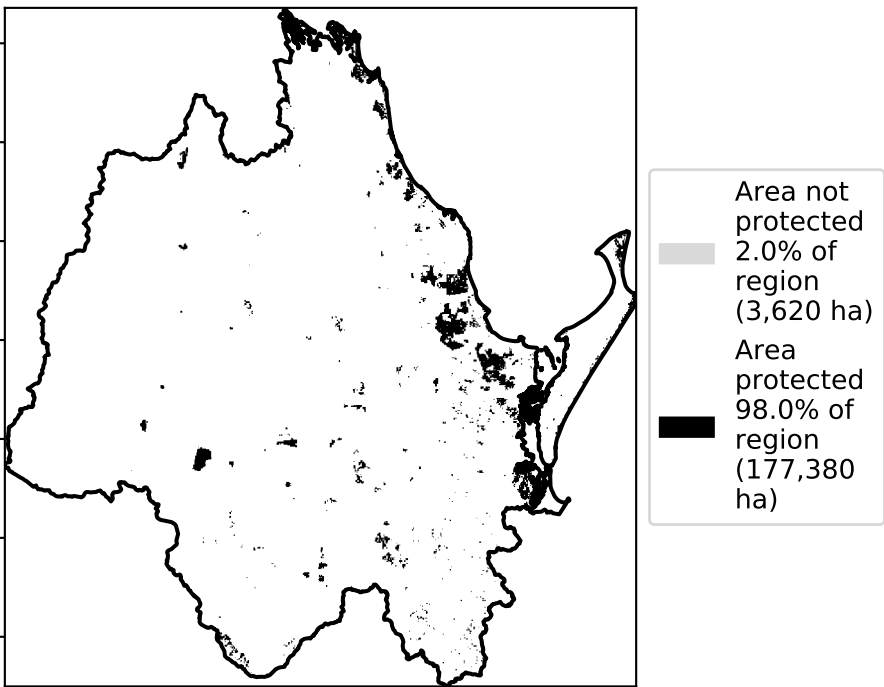 Area not
protected
2.0% of
region
(3,620 ha)
Area
protected
98.0% of
region
(177,380
ha)